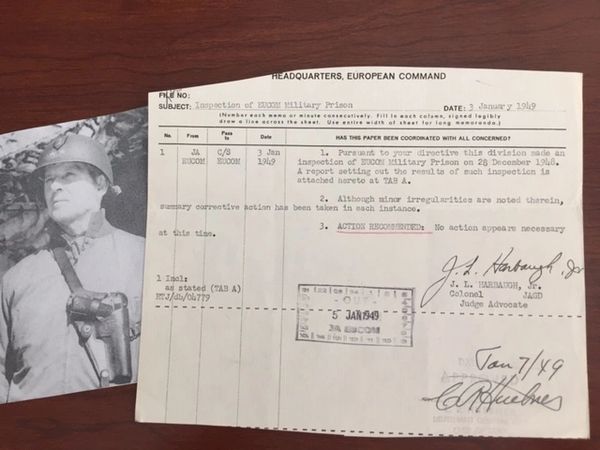 HEADQUARTERS, EUROPEAN COMMAND
FILE NO:
SUBJECT: Inspection of EUCOM Military Prison DATE: 3 January 1949
(Number each memo or minute consecutively. Fill in each column, signed legibly
draw a line across the sheet. Use entire width of sheet for long memoranda.)
No. From Pass to Date HAS THIS PAPER BEEN COORDINATED WITH ALL CONCERNED?
1 JA C/S 3 Jan 1. Pursuant to your directive this division made an
EUCOM EUCOM 1949 inspection of EUCOM Military Prison on 28 December 1948.
A report setting out the results of such inspection is
attached hereto at TAB A.
2. Although minor irregularities are noted therein,
summary corrective action has been taken in each instance.
3. ACTION RECOMMENDED: No action appears necessary
at this time.
J. L. Harbaugh, Jr
1 Incl:
as stated (TAB A)
HTJ/db/04779
J. L. HARBAUGH, Jr.
Colonel JAGD
Judge Advocate
OUT
5 JAN 1949
JA EUCOM
Jan 7/49
C R Huebner